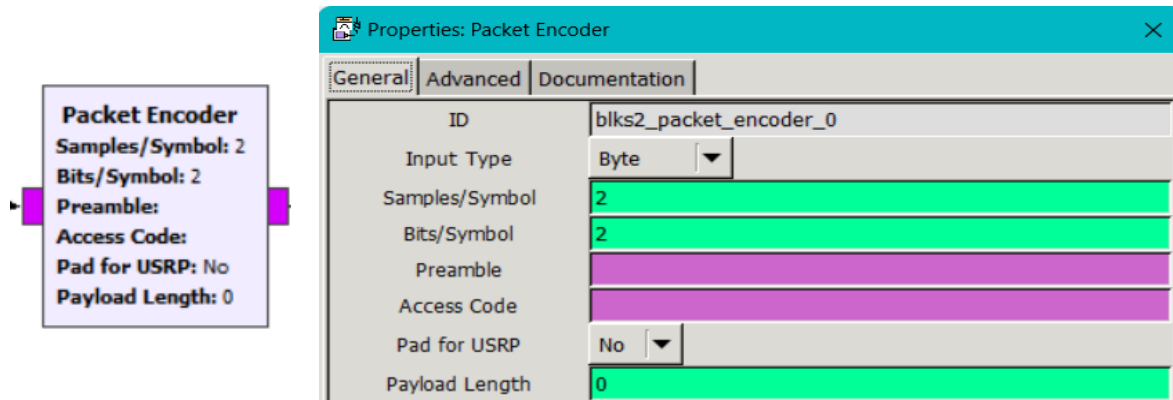 Packet Encoder
Samples/Symbol: 2
Bits/Symbol: 2
Preamble:
Access Code:
Pad for USRP: No
Payload Length: 0
Properties: Packet Encoder
General Advanced Documentation
ID blks2_packet_encoder_0
Input Type Byte
Samples/Symbol 2
Bits/Symbol 2
Preamble
Access Code
Pad for USRP No
Payload Length 0